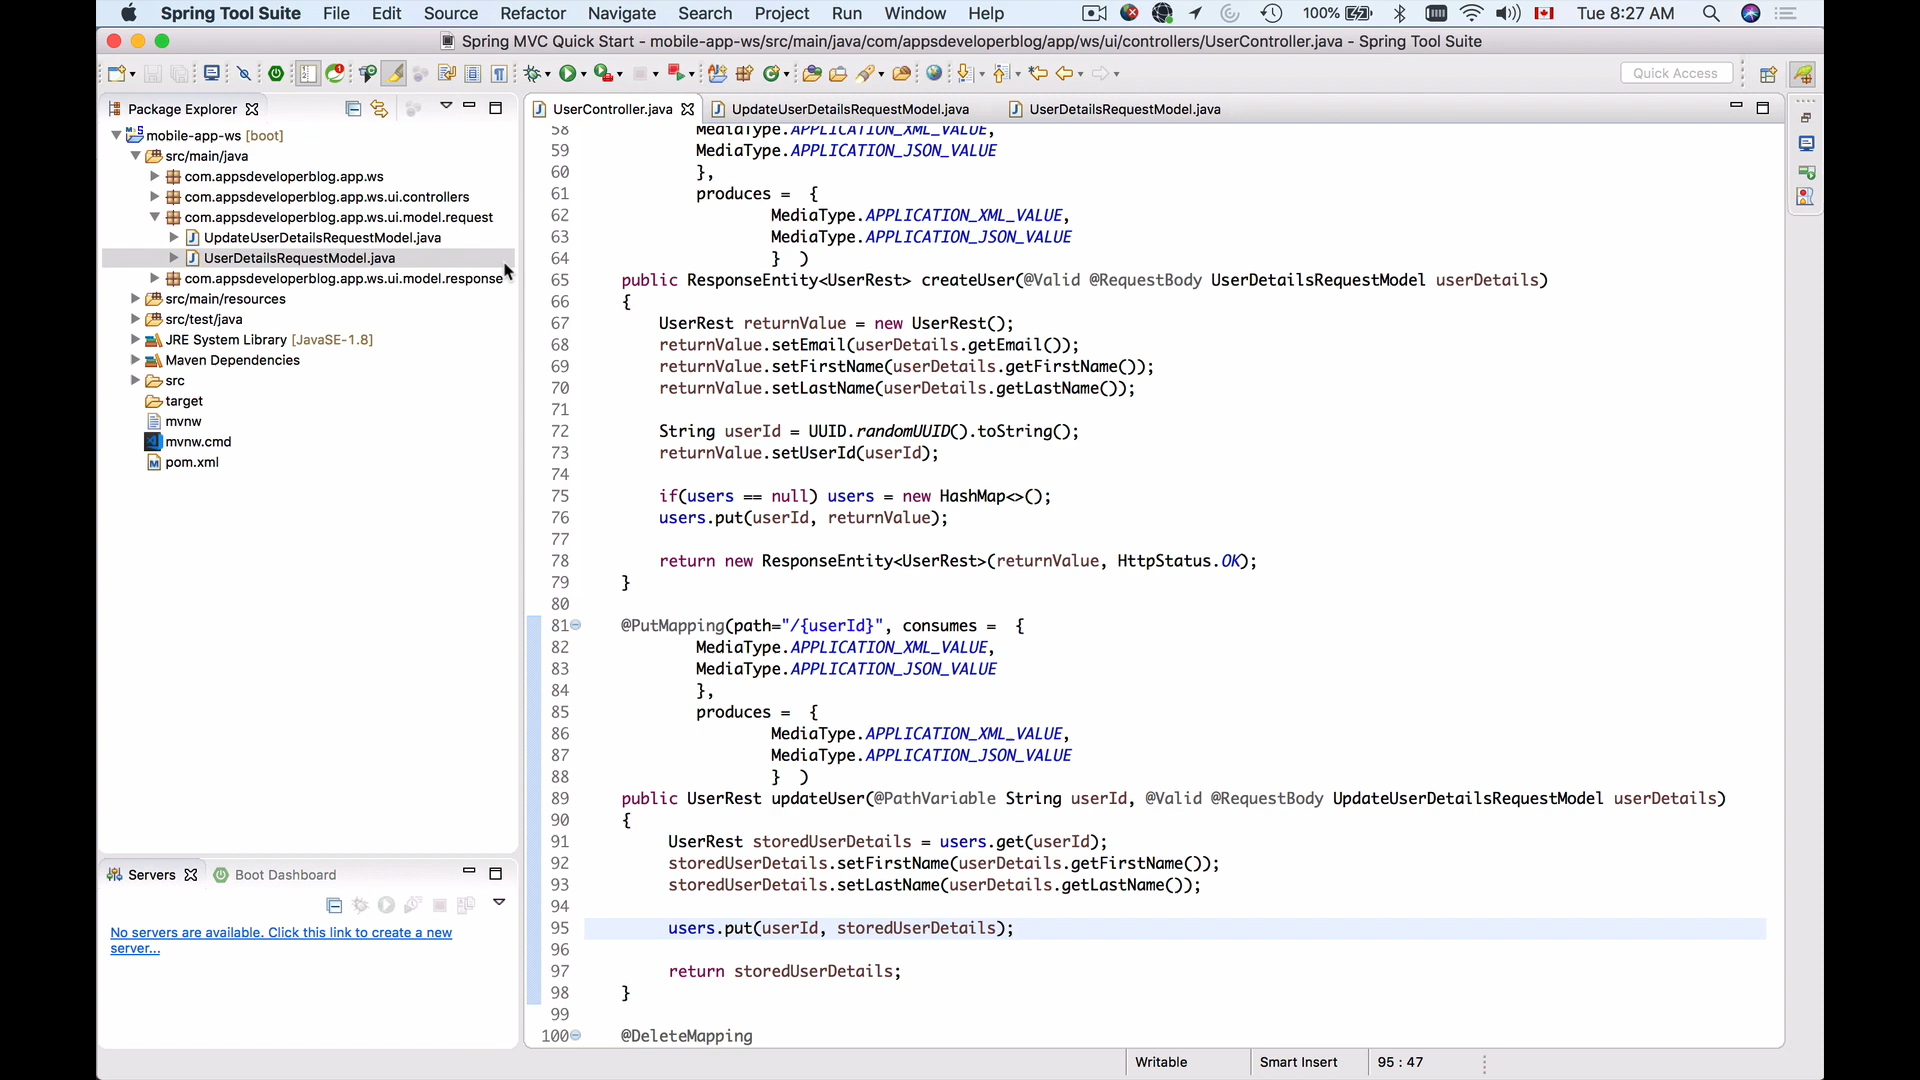 Spring Tool Suite File Edit Source Refactor Navigate Search Project Run Window Help 100% Tue 8:27 AM
Spring MVC Quick Start - mobile-app-ws/src/main/java/com/appsdeveloperblog/app/ws/ui/controllers/UserController.java - Spring Tool Suite
Quick Access
Package Explorer
mobile-app-ws [boot]
src/main/java
com.appsdeveloperblog.app.ws
com.appsdeveloperblog.app.ws.ui.controllers
com.appsdeveloperblog.app.ws.ui.model.request
UpdateUserDetailsRequestModel.java
UserDetailsRequestModel.java
com.appsdeveloperblog.app.ws.ui.model.response
src/main/resources
src/test/java
JRE System Library [JavaSE-1.8]
Maven Dependencies
src
target
mvnw
mvnw.cmd
pom.xml
Servers Boot Dashboard
No servers are available. Click this link to create a new
server...
UserController.java UpdateUserDetailsRequestModel.java UserDetailsRequestModel.java
58 MediaType.APPLICATION_XML_VALUE,
59 MediaType.APPLICATION_JSON_VALUE
60 },
61 produces = {
62 MediaType.APPLICATION_XML_VALUE,
63 MediaType.APPLICATION_JSON_VALUE
64 } )
65 public ResponseEntity<UserRest> createUser(@Valid @RequestBody UserDetailsRequestModel userDetails)
66 {
67 UserRest returnValue = new UserRest();
68 returnValue.setEmail(userDetails.getEmail());
69 returnValue.setFirstName(userDetails.getFirstName());
70 returnValue.setLastName(userDetails.getLastName());
71
72 String userId = UUID.randomUUID().toString();
73 returnValue.setUserId(userId);
74
75 if(users == null) users = new HashMap<>();
76 users.put(userId, returnValue);
77
78 return new ResponseEntity<UserRest>(returnValue, HttpStatus.OK);
79 }
80
81 @PutMapping(path="/{userId}", consumes = {
82 MediaType.APPLICATION_XML_VALUE,
83 MediaType.APPLICATION_JSON_VALUE
84 },
85 produces = {
86 MediaType.APPLICATION_XML_VALUE,
87 MediaType.APPLICATION_JSON_VALUE
88 } )
89 public UserRest updateUser(@PathVariable String userId, @Valid @RequestBody UpdateUserDetailsRequestModel userDetails)
90 {
91 UserRest storedUserDetails = users.get(userId);
92 storedUserDetails.setFirstName(userDetails.getFirstName());
93 storedUserDetails.setLastName(userDetails.getLastName());
94
95 users.put(userId, storedUserDetails);
96
97 return storedUserDetails;
98 }
99
100 @DeleteMapping
Writable Smart Insert 95 : 47